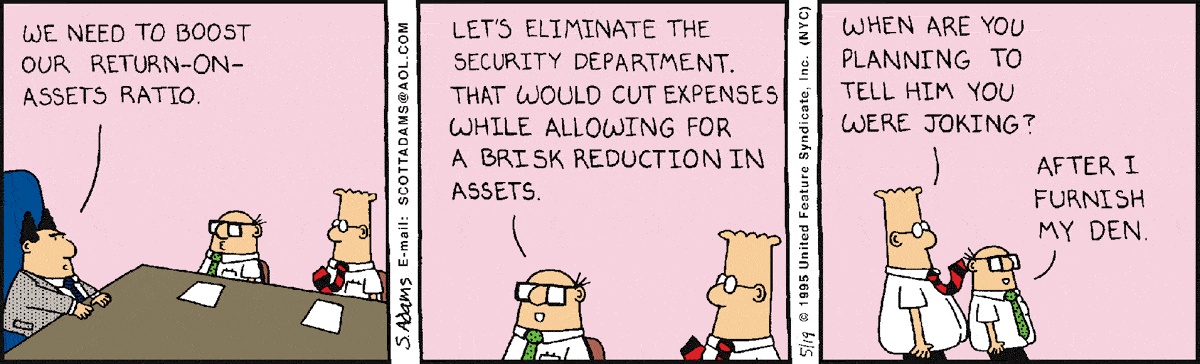 WE NEED TO BOOST
OUR RETURN-ON-
ASSETS RATIO.
S.ADAMS E-mail: SCOTTADAMS@AOL.COM
LET'S ELIMINATE THE
SECURITY DEPARTMENT.
THAT WOULD CUT EXPENSES
WHILE ALLOWING FOR
A BRISK REDUCTION IN
ASSETS.
5/19 © 1995 United Feature Syndicate, Inc. (NYC)
WHEN ARE YOU
PLANNING TO
TELL HIM YOU
WERE JOKING?
AFTER I
FURNISH
MY DEN.